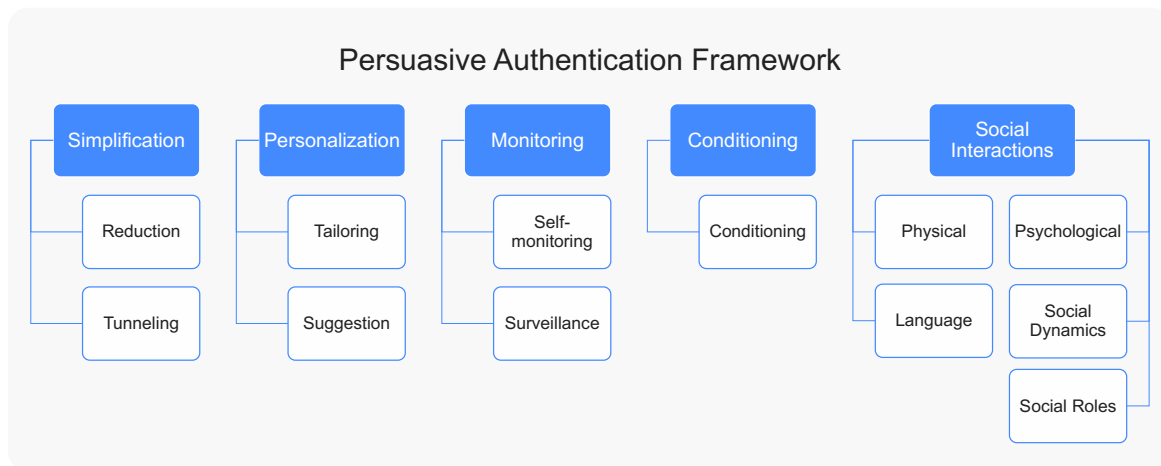 Persuasive Authentication Framework
Simplification
Reduction
Tunneling
Personalization
Tailoring
Suggestion
Monitoring
Self-
monitoring
Surveillance
Conditioning
Conditioning
Social
Interactions
Physical
Language
Psychological
Social
Dynamics
Social Roles